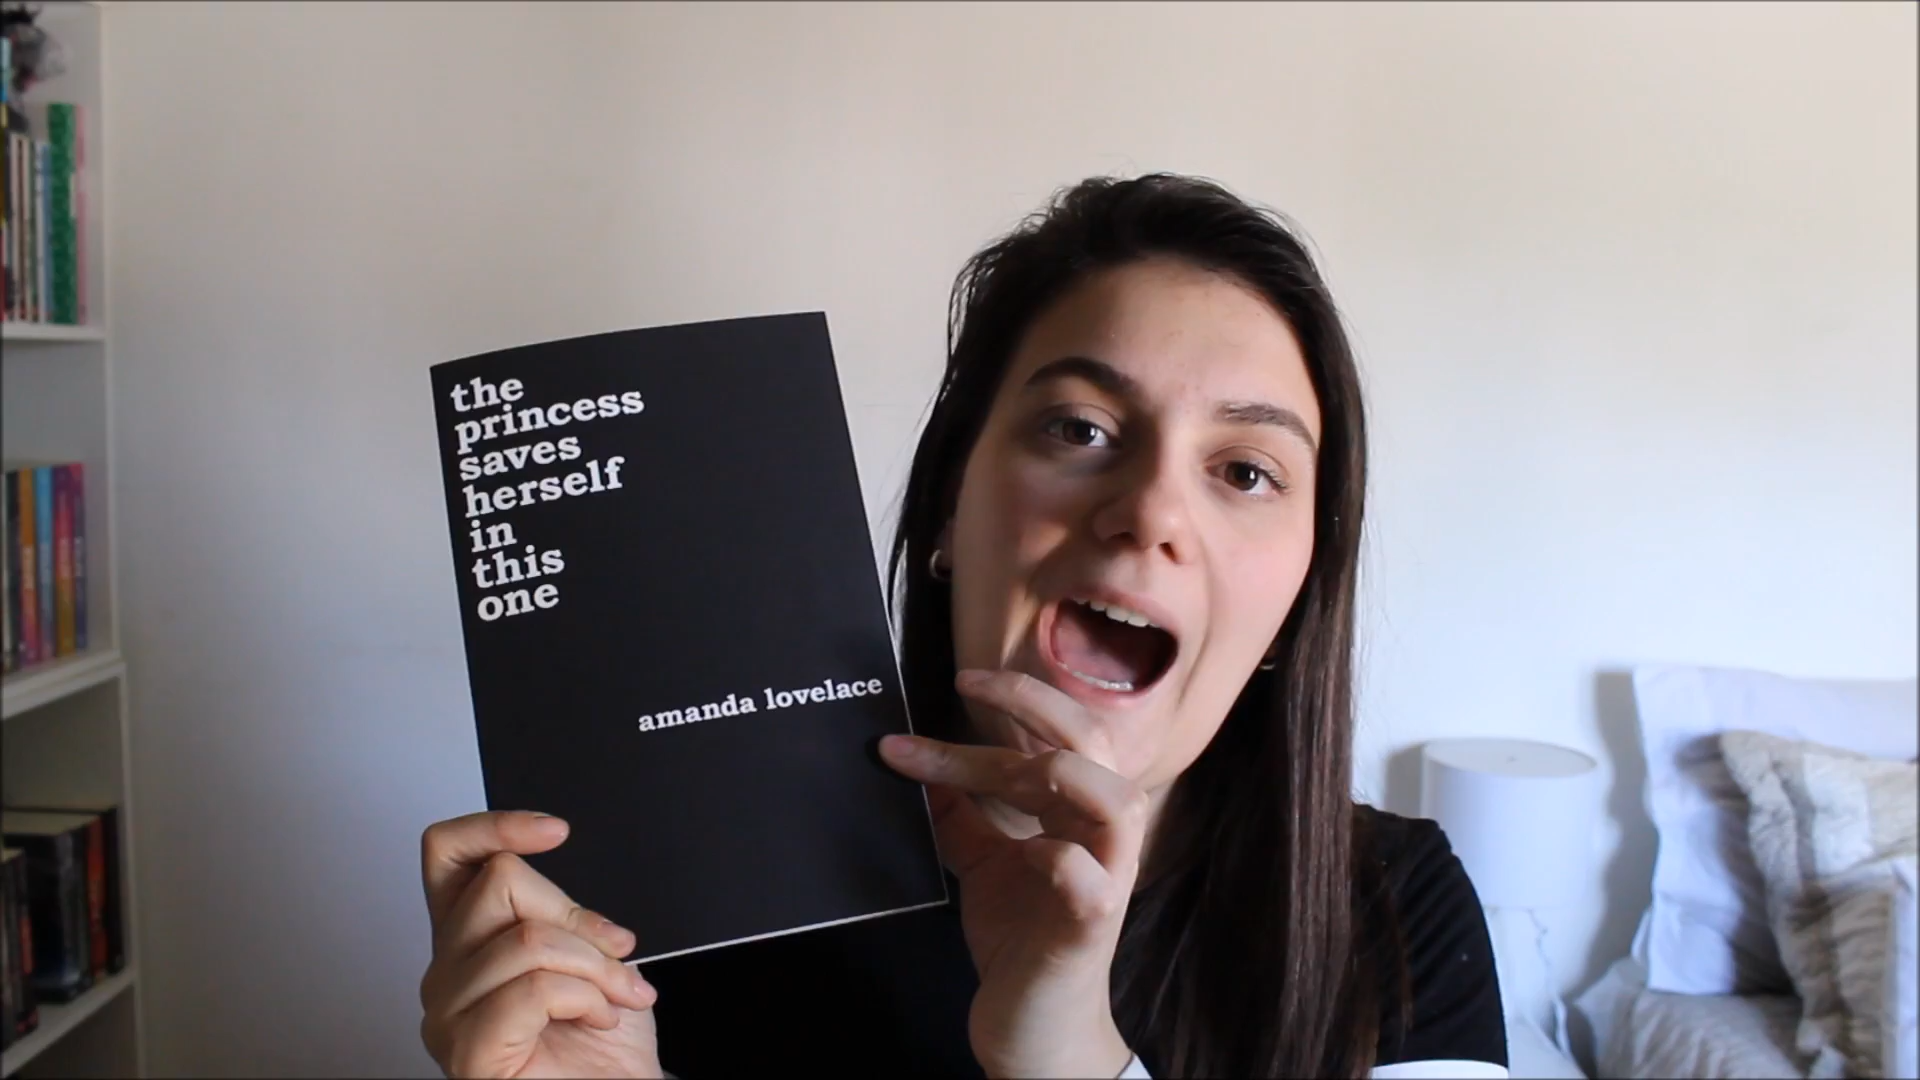 the
princess
saves
herself
in
this
one
amanda lovelace